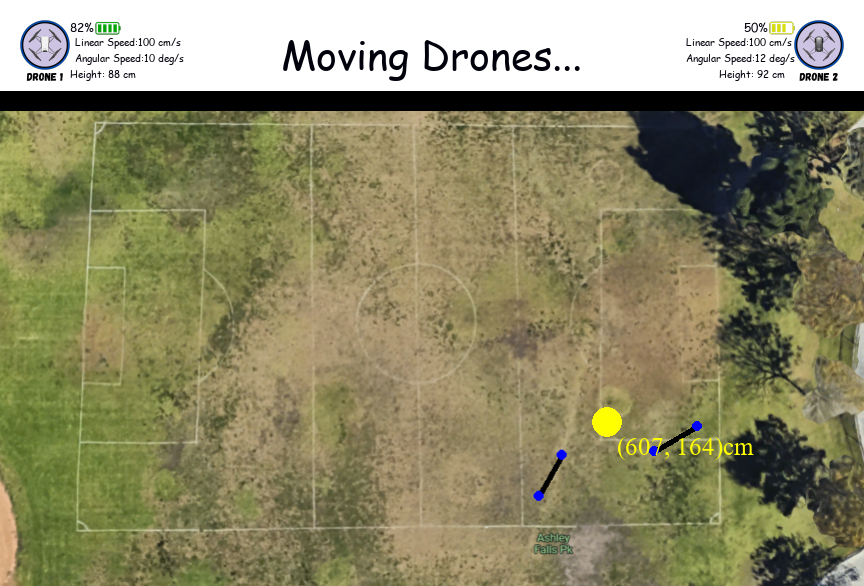 82%
Linear Speed:100 cm/s
Angular Speed:10 deg/s
DRONE 1
Height: 88 cm
Moving Drones...
50%
Linear Speed:100 cm/s
Angular Speed:12 deg/s
Height: 92 cm
DRONE 2
(607, 164)cm
Ashley
Falls Pk